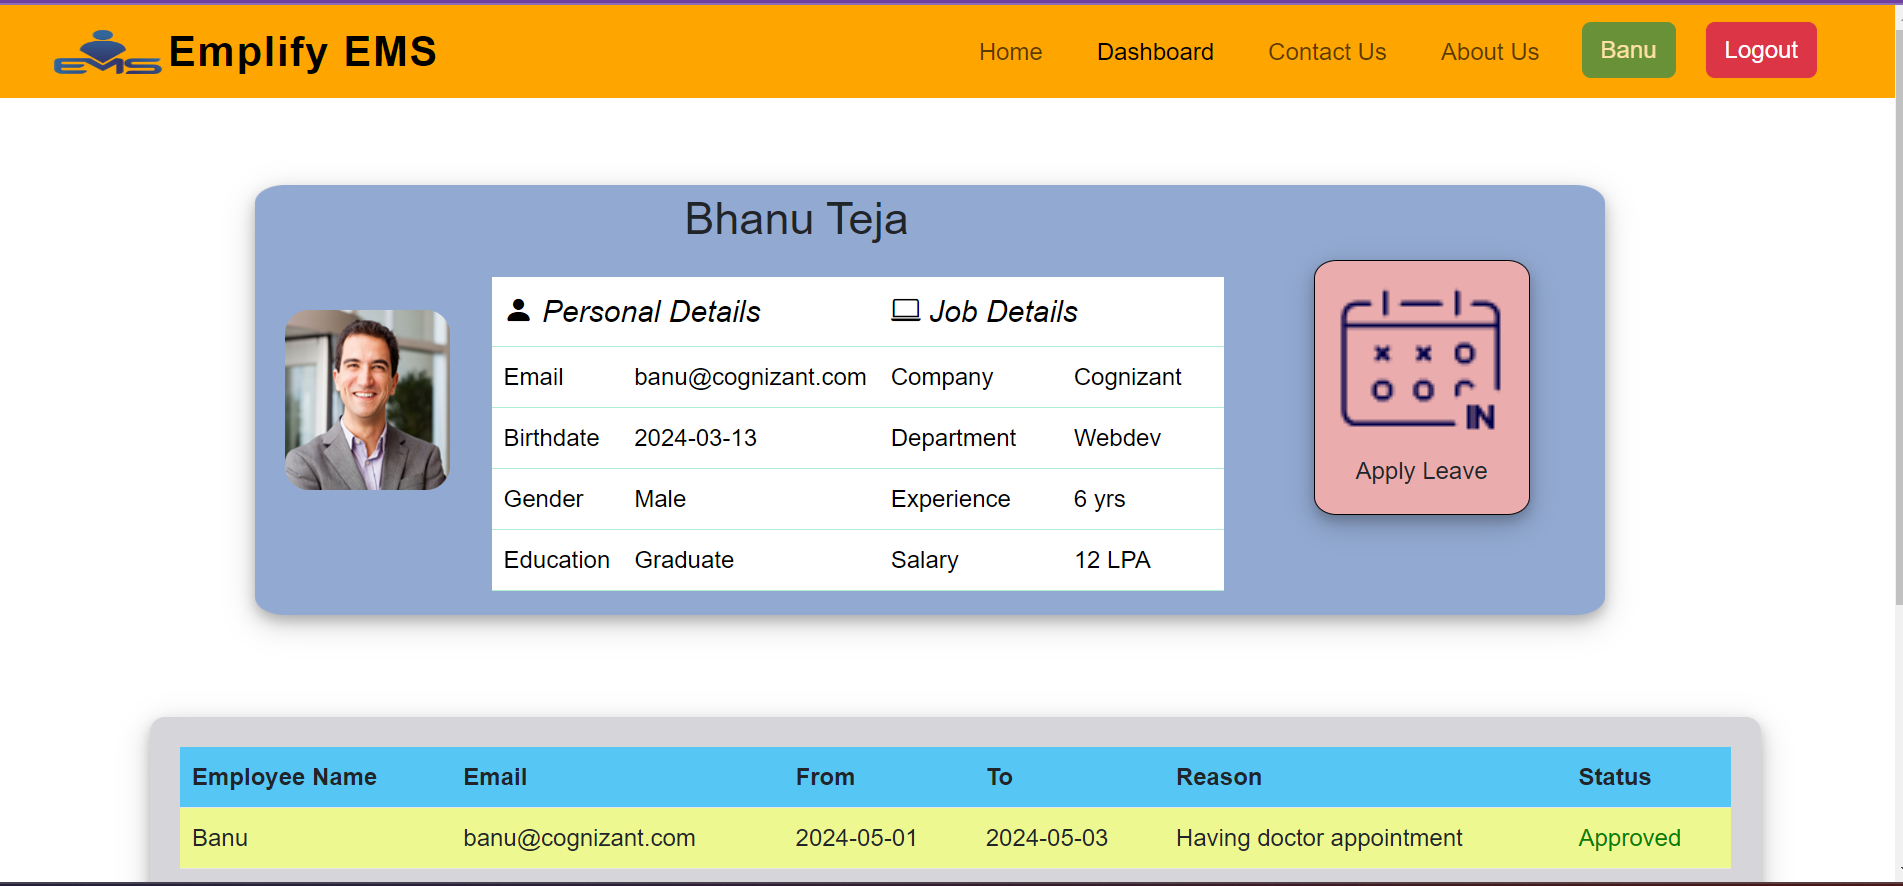 EMS Emplify EMS Home Dashboard Contact Us About Us Banu Logout
Bhanu Teja
Personal Details Job Details
Email banu@cognizant.com Company Cognizant
Birthdate 2024-03-13 Department Webdev
Gender Male Experience 6 yrs
Education Graduate Salary 12 LPA
IN
Apply Leave
Employee Name Email From To Reason Status
Banu banu@cognizant.com 2024-05-01 2024-05-03 Having doctor appointment Approved